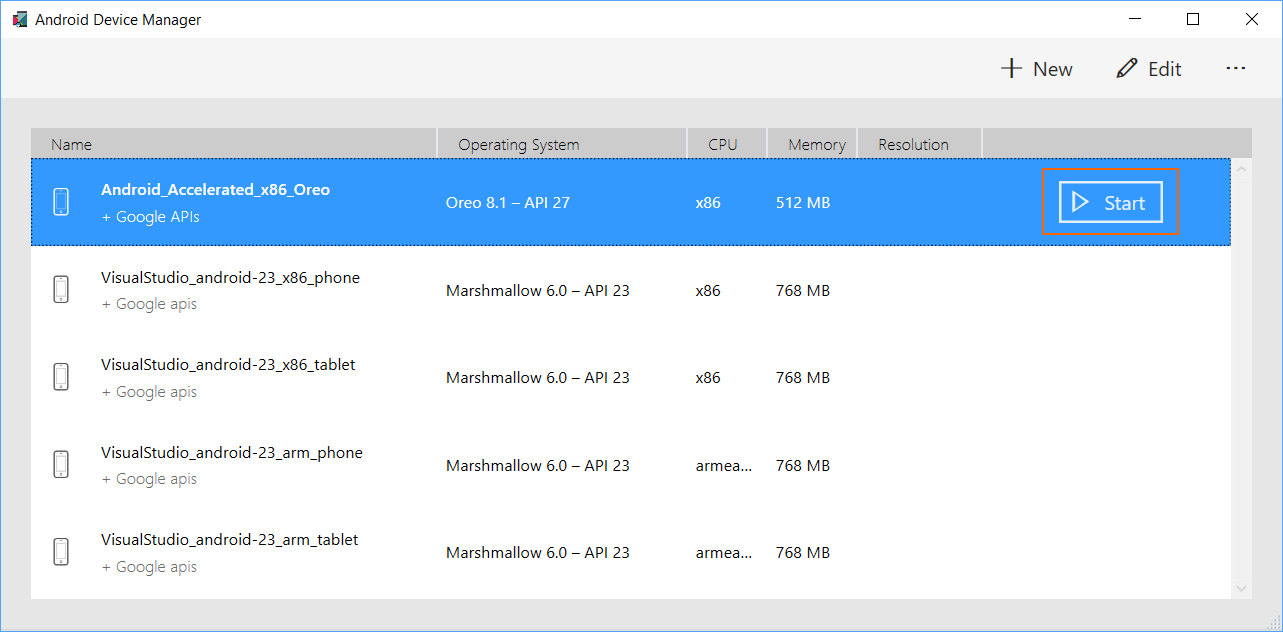 Android Device Manager
New Edit ...
Name Operating System CPU Memory Resolution
Android_Accelerated_x86_Oreo
+ Google APIs
Oreo 8.1 – API 27 x86 512 MB Start
VisualStudio_android-23_x86_phone
+ Google apis
Marshmallow 6.0 – API 23 x86 768 MB
VisualStudio_android-23_x86_tablet
+ Google apis
Marshmallow 6.0 – API 23 x86 768 MB
VisualStudio_android-23_arm_phone
+ Google apis
Marshmallow 6.0 – API 23 armea... 768 MB
VisualStudio_android-23_arm_tablet
+ Google apis
Marshmallow 6.0 – API 23 armea... 768 MB